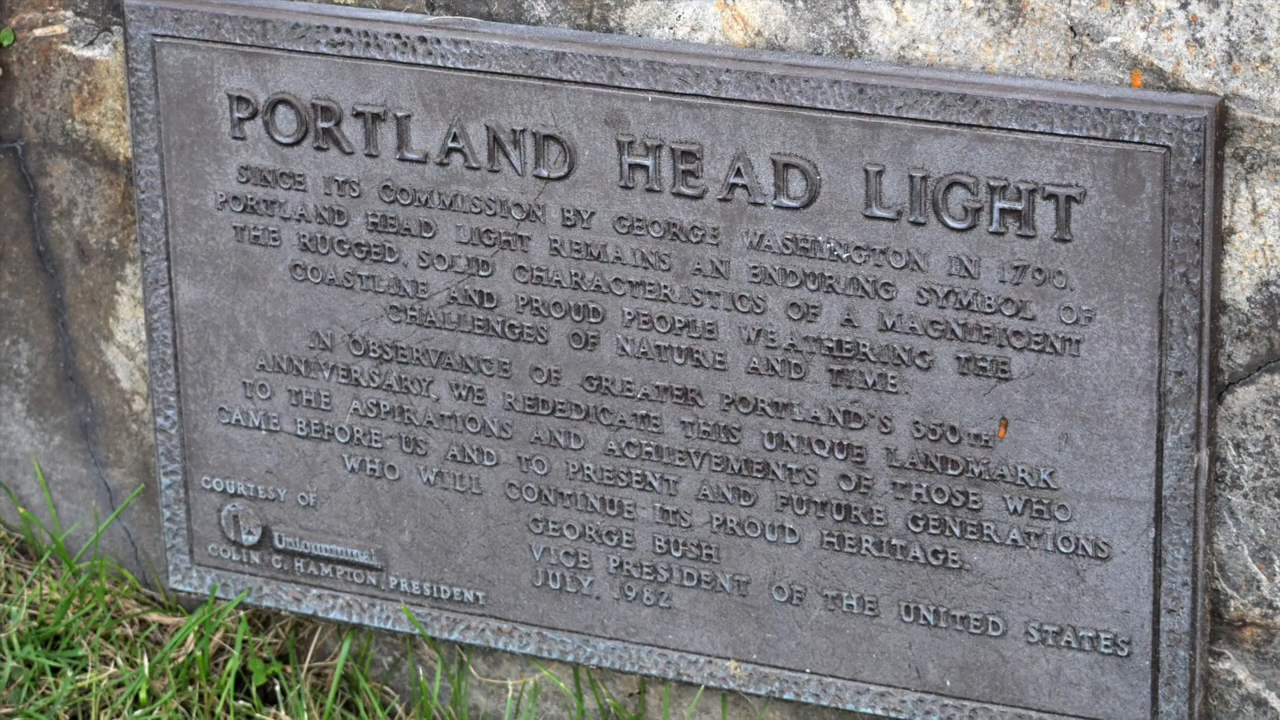 PORTLAND HEAD LIGHT
SINCE ITS COMMISSION BY GEORGE WASHINGTON IN 1790,
PORTLAND HEAD LIGHT REMAINS AN ENDURING SYMBOL OF
THE RUGGED, SOLID CHARACTERISTICS OF A MAGNIFICENT
COASTLINE AND PROUD PEOPLE WEATHERING THE
CHALLENGES OF NATURE AND TIME.
IN OBSERVANCE OF GREATER PORTLAND'S 350TH
ANNIVERSARY, WE REDEDICATE THIS UNIQUE LANDMARK
TO THE ASPIRATIONS AND ACHIEVEMENTS OF THOSE WHO
CAME BEFORE US AND TO PRESENT AND FUTURE GENERATIONS
WHO WILL CONTINUE ITS PROUD HERITAGE.
GEORGE BUSH
VICE PRESIDENT OF THE UNITED STATES
JULY, 1982
COURTESY OF
Unionmutual
COLIN C. HAMPTON, PRESIDENT